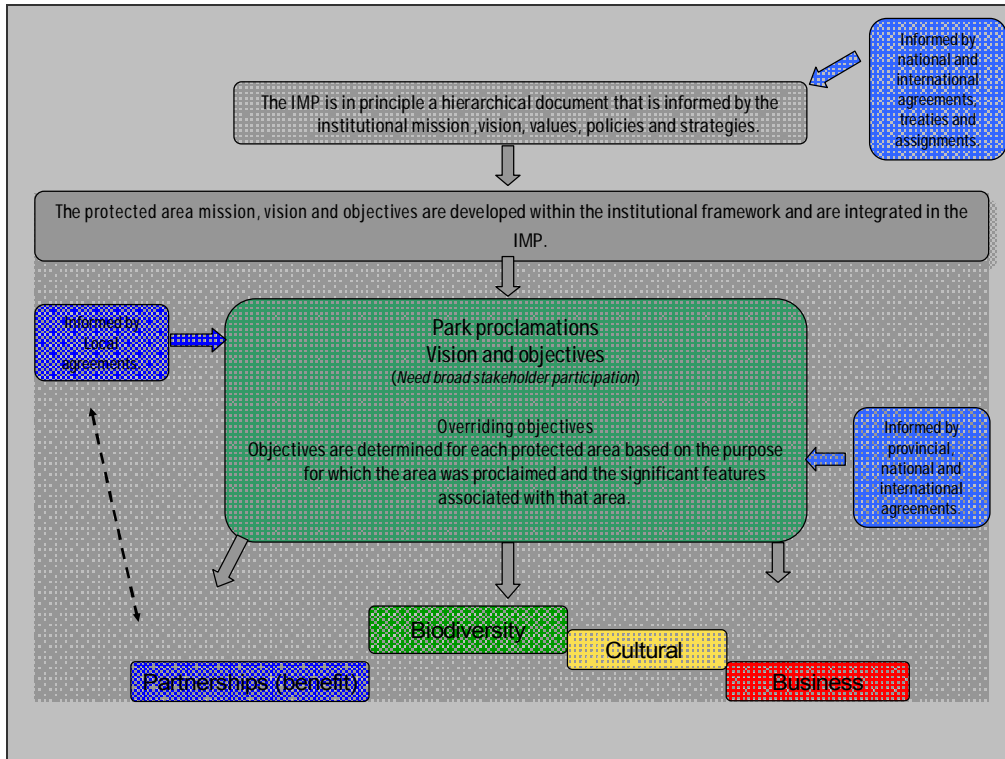 Informed by
national and
international
agreements,
treaties and
assignments.
The IMP is in principle a hierarchical document that is informed by the
institutional mission ,vision, values, policies and strategies.
The protected area mission, vision and objectives are developed within the institutional framework and are integrated in the
IMP.
Informed by
Local
agreements
Park proclamations
Vision and objectives
(Need broad stakeholder participation)
Overriding objectives
Objectives are determined for each protected area based on the purpose
for which the area was proclaimed and the significant features
associated with that area.
Informed by
provincial,
national and
international
agreements.
Biodiversity
Cultural
Partnerships (benefit)
Business